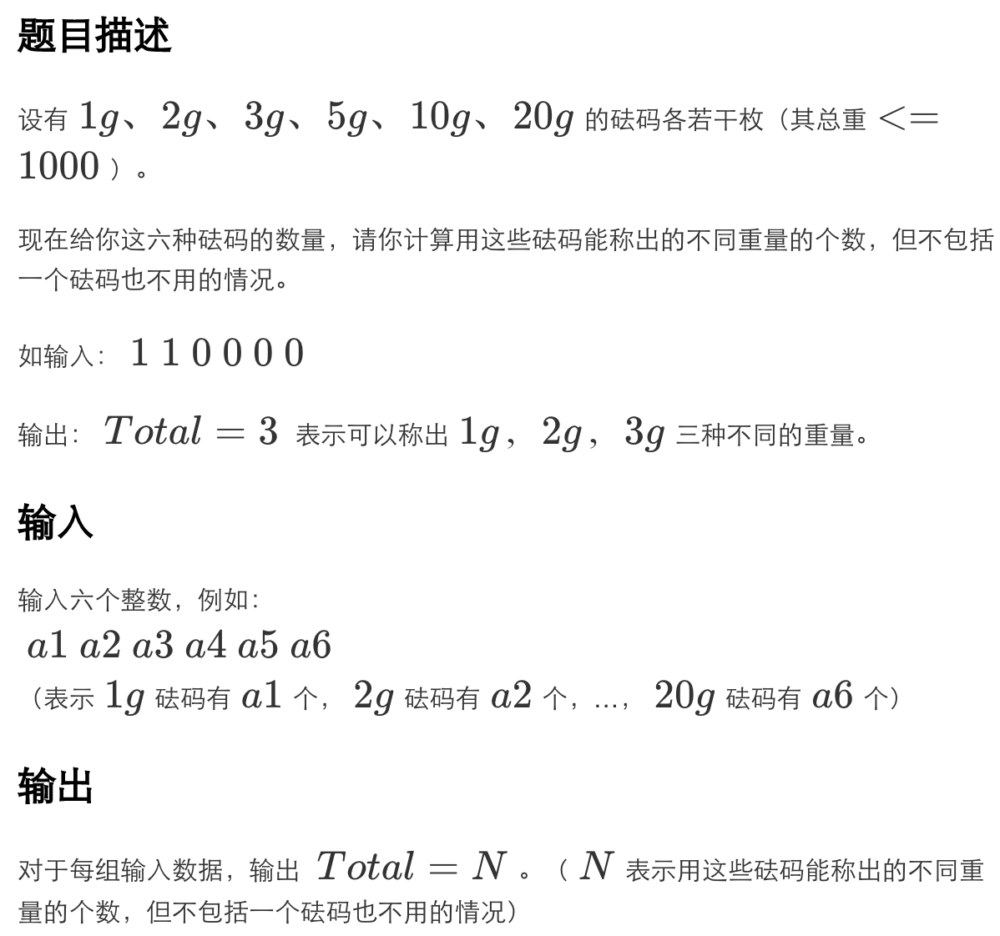 题目描述
设有 1g、2g、3g、5g、10g、20g 的砝码各若干枚（其总重 <=
1000 ）。
现在给你这六种砝码的数量，请你计算用这些砝码能称出的不同重量的个数，但不包括
一个砝码也不用的情况。
如输入： 1 1 0 0 0 0
输出： Total = 3 表示可以称出 1g，2g，3g 三种不同的重量。
输入
输入六个整数，例如：
a1 a2 a3 a4 a5 a6
（表示 1g 砝码有 a1 个， 2g 砝码有 a2 个，…， 20g 砝码有 a6 个）
输出
对于每组输入数据，输出 Total = N 。（ N 表示用这些砝码能称出的不同重
量的个数，但不包括一个砝码也不用的情况）